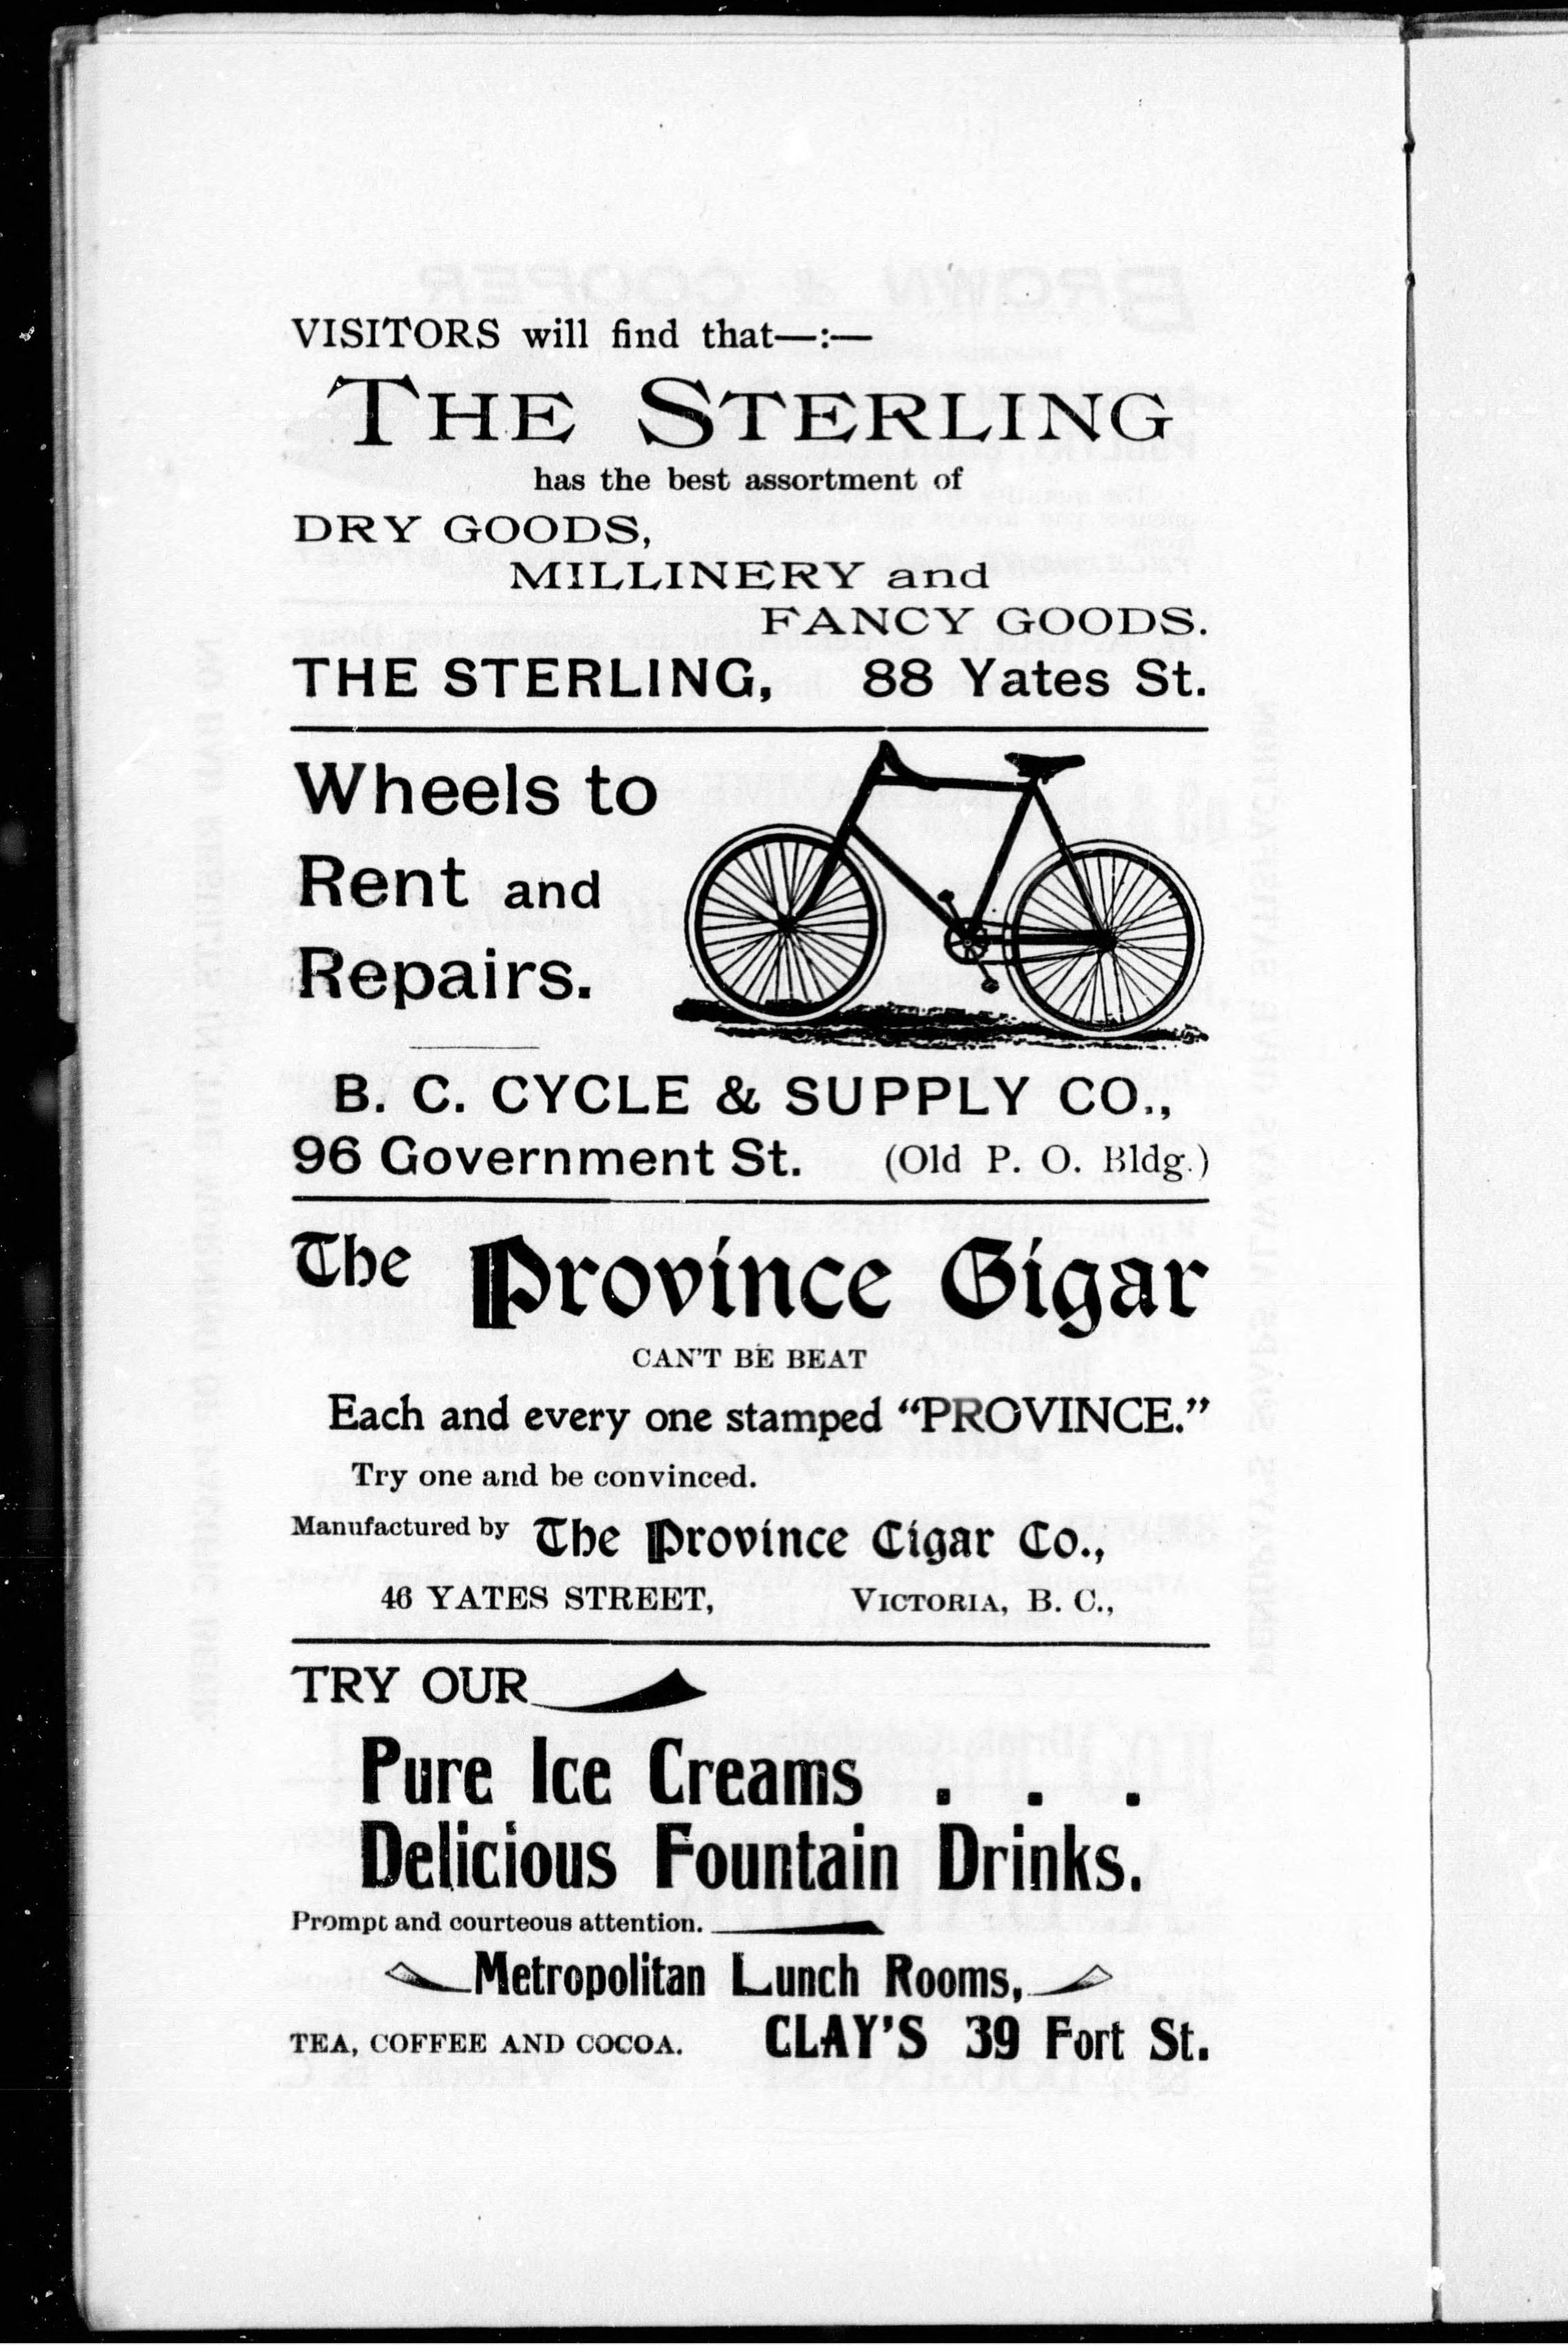 VISITORS will find that—:—
THE STERLING
has the best assortment of
DRY GOODS,
MILLINERY and
FANCY GOODS.
THE STERLING, 88 Yates St.
Wheels to
Rent and
Repairs.
B. C. CYCLE & SUPPLY CO.,
96 Government St. (Old P. O. Bldg.)
The Province Gigar
CAN'T BE BEAT
Each and every one stamped "PROVINCE."
Try one and be convinced.
Manufactured by The Province Cigar Co.,
46 YATES STREET, VICTORIA, B. C.,
TRY OUR
Pure Ice Creams . . .
Delicious Fountain Drinks.
Prompt and courteous attention.
Metropolitan Lunch Rooms,
TEA, COFFEE AND COCOA. CLAY'S 39 Fort St.